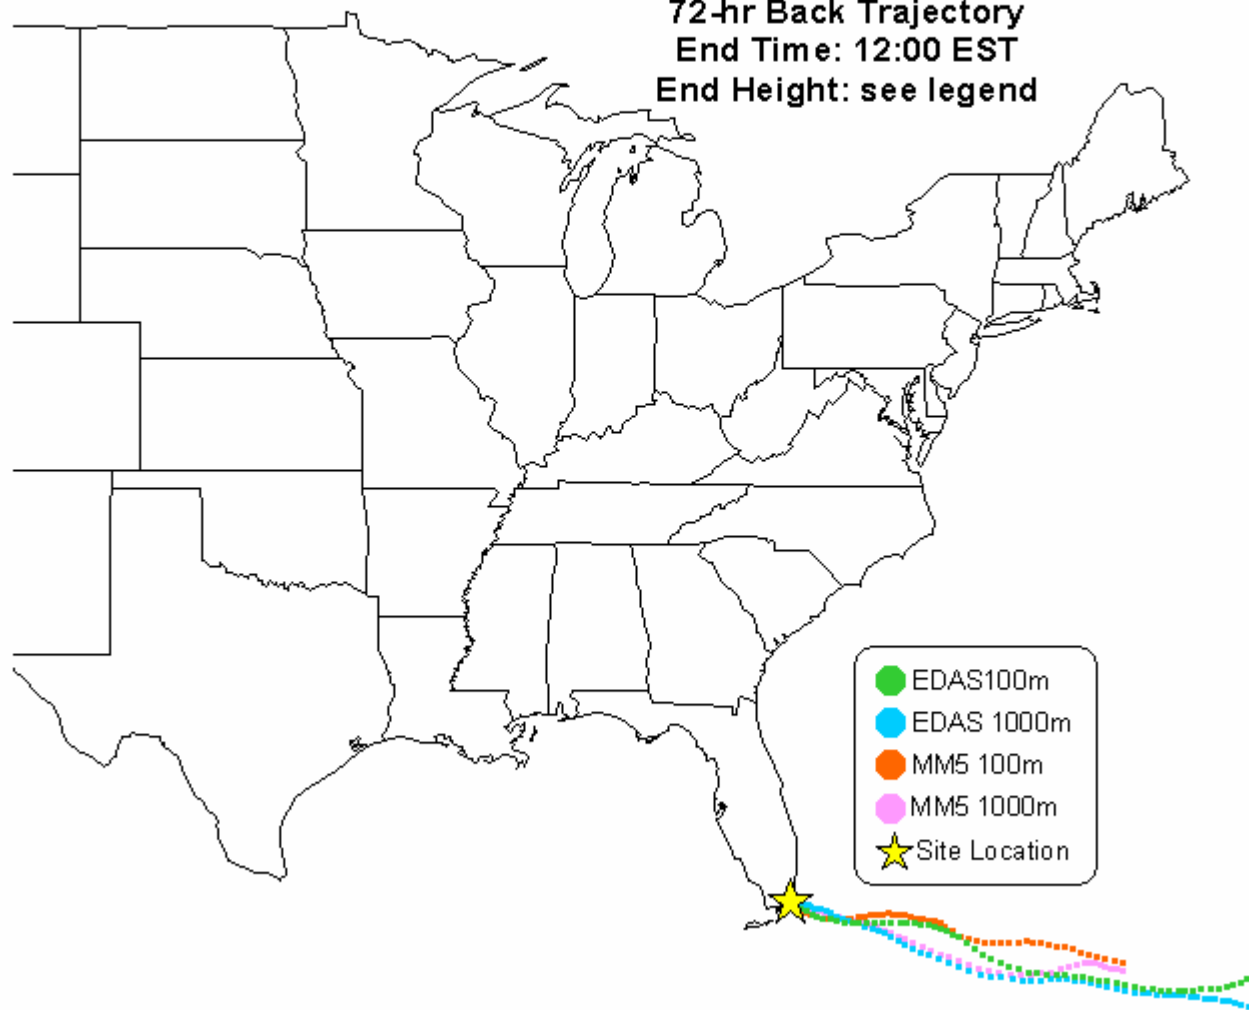 72-hr Back Trajectory
End Time: 12:00 EST
End Height: see legend
EDAS100m
EDAS 1000m
MM5 100m
MM5 1000m
Site Location